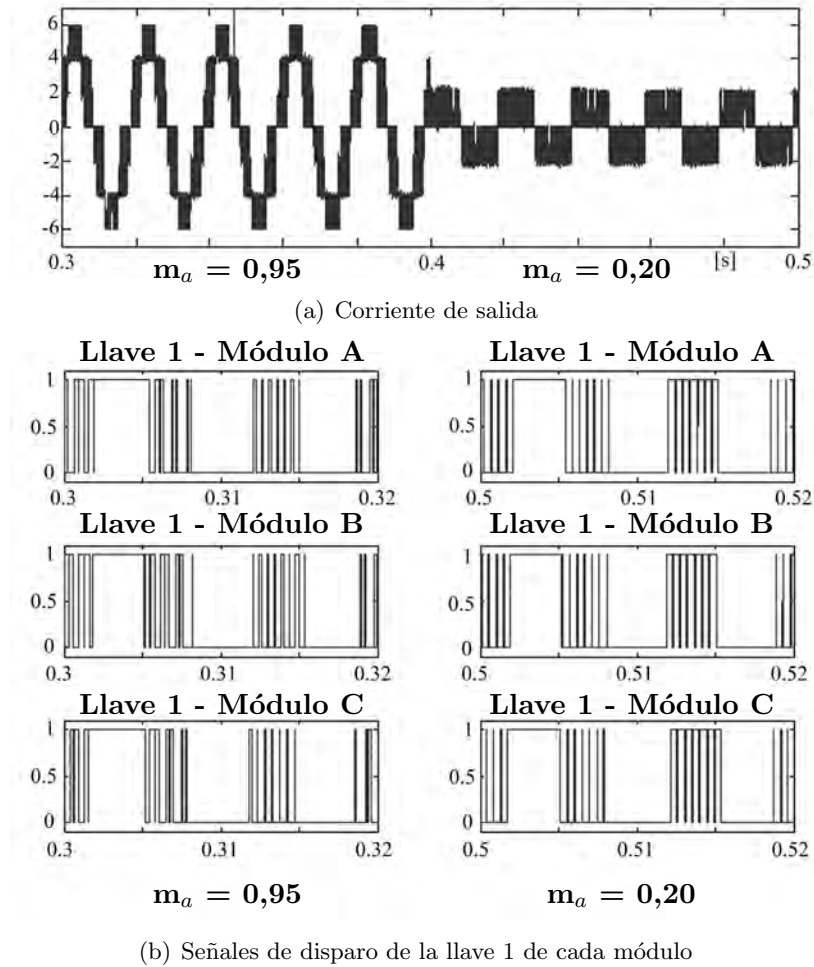 6
4
2
0
-2
-4
-6
0.3 0.4 [s] 0.5
mₐ = 0,95 mₐ = 0,20
(a) Corriente de salida
Llave 1 - Módulo A Llave 1 - Módulo A
1 1
0.5 0.5
0 0
0.3 0.31 0.32 0.5 0.51 0.52
Llave 1 - Módulo B Llave 1 - Módulo B
1 1
0.5 0.5
0 0
0.3 0.31 0.32 0.5 0.51 0.52
Llave 1 - Módulo C Llave 1 - Módulo C
1 1
0.5 0.5
0 0
0.3 0.31 0.32 0.5 0.51 0.52
mₐ = 0,95 mₐ = 0,20
(b) Señales de disparo de la llave 1 de cada módulo